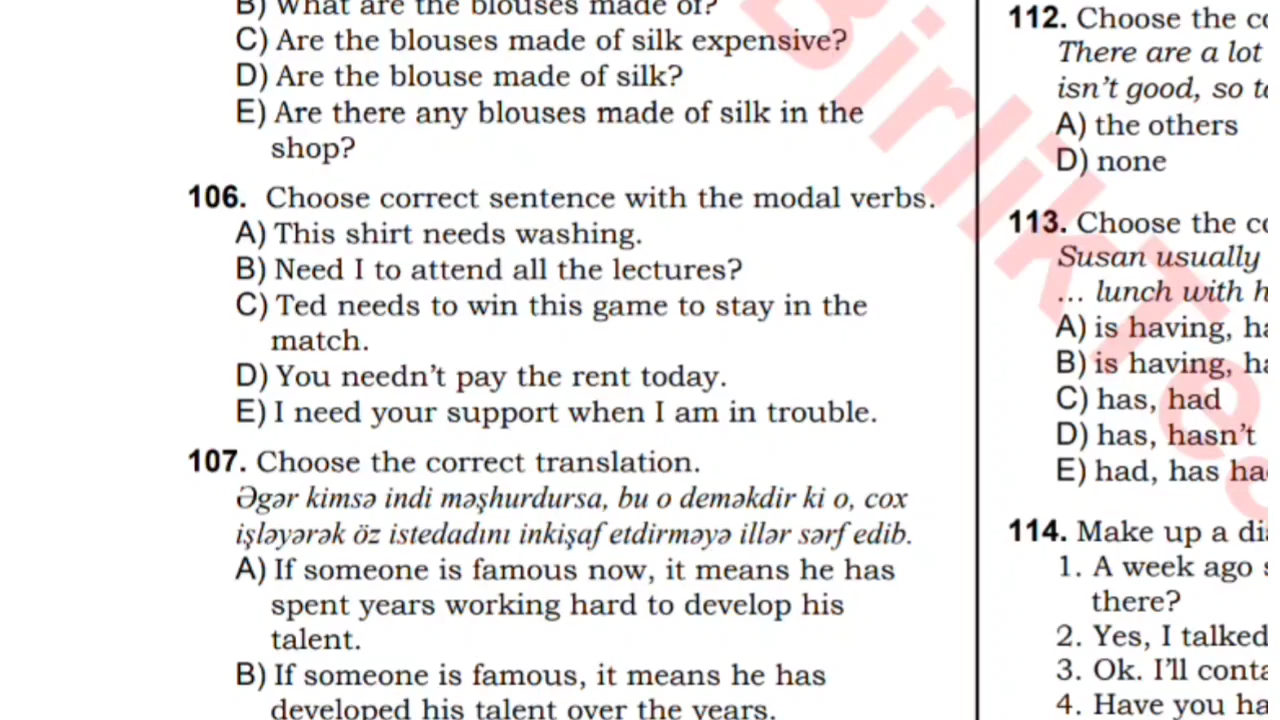 B) What are the blouses made of?
C) Are the blouses made of silk expensive?
D) Are the blouse made of silk?
E) Are there any blouses made of silk in the
shop?
106. Choose correct sentence with the modal verbs.
A) This shirt needs washing.
B) Need I to attend all the lectures?
C) Ted needs to win this game to stay in the
match.
D) You needn't pay the rent today.
E) I need your support when I am in trouble.
107. Choose the correct translation.
Əgər kimsə indi məşhurdursa, bu o deməkdir ki o, cox
işləyərək öz istedadını inkişaf etdirməyə illər sərf edib.
A) If someone is famous now, it means he has
spent years working hard to develop his
talent.
B) If someone is famous, it means he has
developed his talent over the years.
112. Choose the
There are a lot
isn't good, so
A) the others
D) none
113. Choose the
Susan usually
... lunch with
A) is having,
B) is having,
C) has, had
D) has, hasn't
E) had, has
114. Make up a
1. A week ago
there?
2. Yes, I talked
3. Ok. I'll
4. Have you
BirlikTes